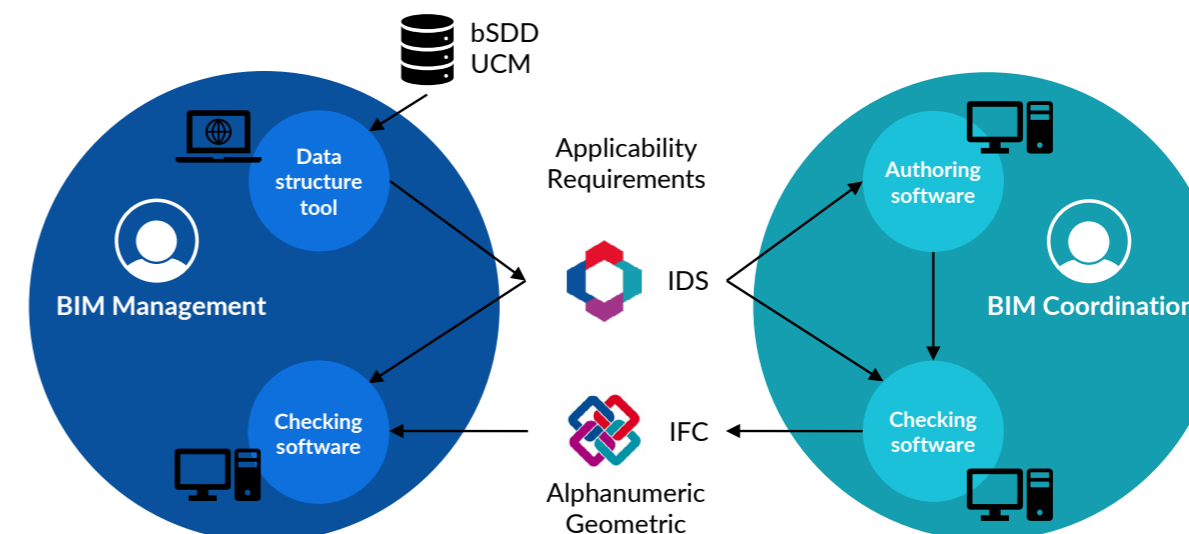 bSDD
UCM
Data
structure
tool
BIM Management
Checking
software
Applicability
Requirements
IDS
IFC
Alphanumeric
Geometric
Authoring
software
BIM Coordination
Checking
software